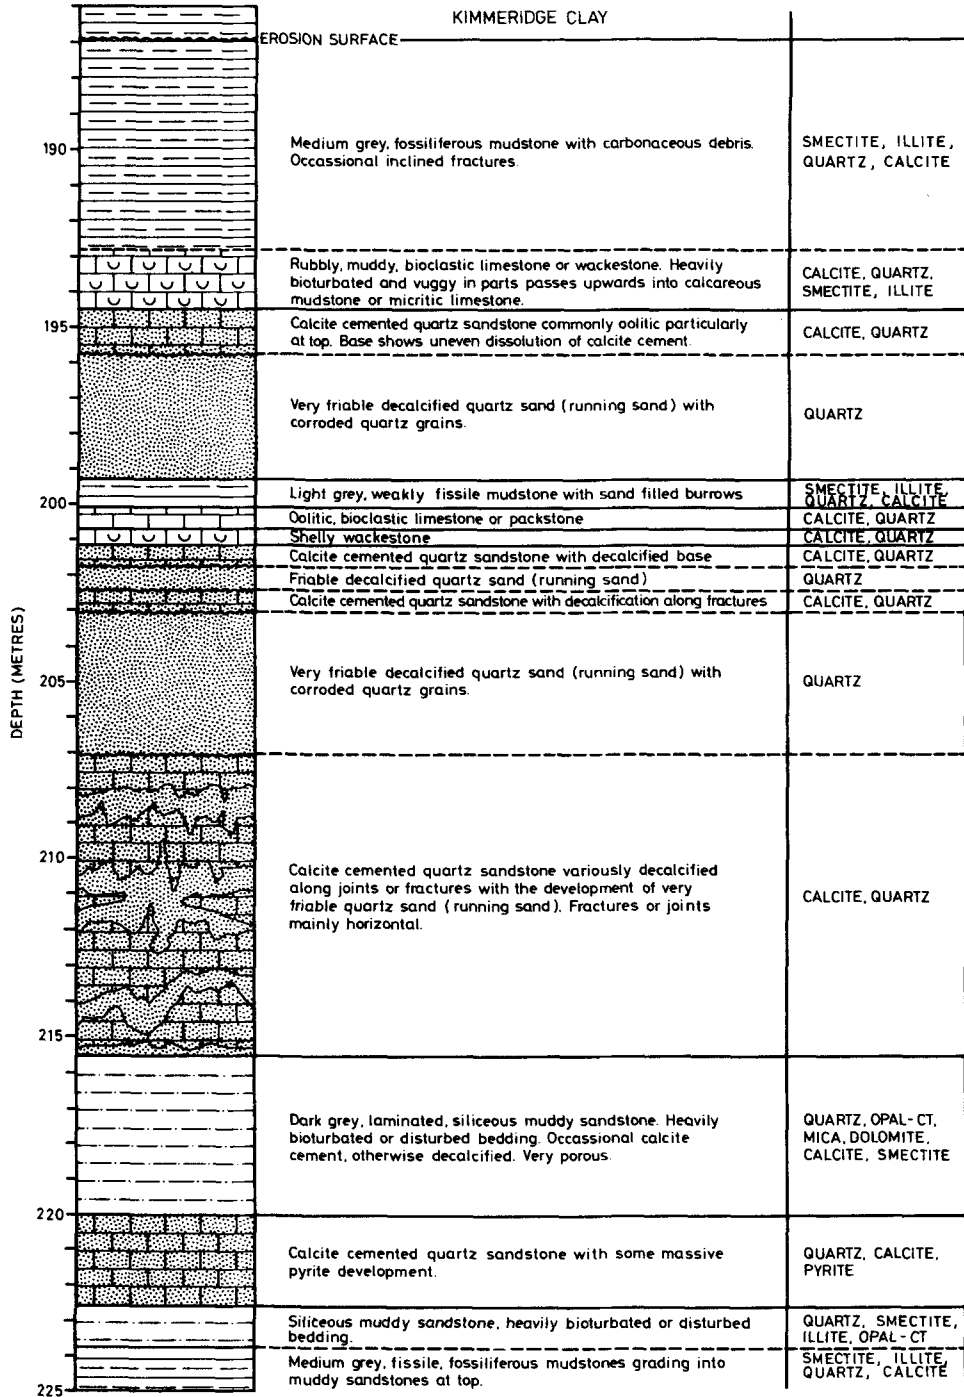 KIMMERIDGE CLAY
EROSION SURFACE
190
Medium grey, fossiliferous mudstone with carbonaceous debris.
Occassional inclined fractures.
SMECTITE, ILLITE,
QUARTZ, CALCITE
Rubbly, muddy, bioclastic limestone or wackestone. Heavily
bioturbated and vuggy in parts passes upwards into calcareous
mudstone or micritic limestone.
CALCITE, QUARTZ,
SMECTITE, ILLITE
195
Calcite cemented quartz sandstone commonly oolitic particularly
at top. Base shows uneven dissolution of calcite cement.
CALCITE, QUARTZ
Very friable decalcified quartz sand (running sand) with
corroded quartz grains.
QUARTZ
200
Light grey, weakly fissile mudstone with sand filled burrows
SMECTITE, ILLITE,
QUARTZ, CALCITE
Oolitic, bioclastic limestone or packstone
CALCITE, QUARTZ
Shelly wackestone
CALCITE, QUARTZ
Calcite cemented quartz sandstone with decalcified base
CALCITE, QUARTZ
Friable decalcified quartz sand (running sand)
QUARTZ
Calcite cemented quartz sandstone with decalcification along fractures
CALCITE, QUARTZ
DEPTH (METRES)
205
Very friable decalcified quartz sand (running sand) with
corroded quartz grains.
QUARTZ
210
Calcite cemented quartz sandstone variously decalcified
along joints or fractures with the development of very
friable quartz sand (running sand). Fractures or joints
mainly horizontal.
CALCITE, QUARTZ
215
Dark grey, laminated, siliceous muddy sandstone. Heavily
bioturbated or disturbed bedding. Occassional calcite
cement, otherwise decalcified. Very porous.
QUARTZ, OPAL-CT,
MICA, DOLOMITE,
CALCITE, SMECTITE
220
Calcite cemented quartz sandstone with some massive
pyrite development.
QUARTZ, CALCITE,
PYRITE
Siliceous muddy sandstone, heavily bioturbated or disturbed
bedding.
QUARTZ, SMECTITE,
ILLITE, OPAL-CT
Medium grey, fissile, fossiliferous mudstones grading into
muddy sandstones at top.
SMECTITE, ILLITE,
QUARTZ, CALCITE
225